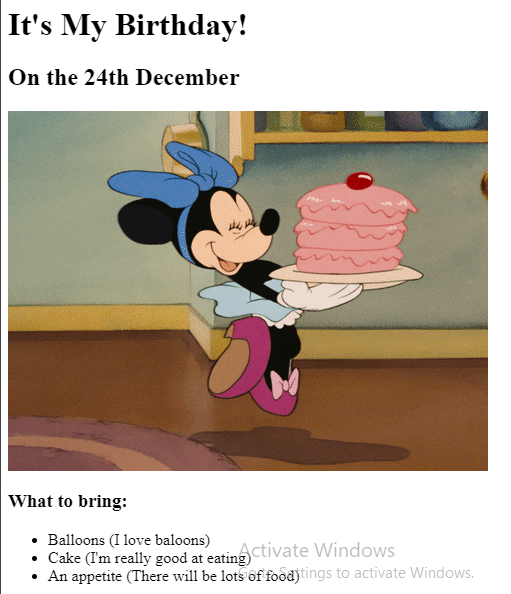 It's My Birthday!
On the 24th December
What to bring:
Balloons (I love baloons)
Cake (I'm really good at eating)
Activate Windows
An appetite (There will be lots of food)
Go to Settings to activate Windows.